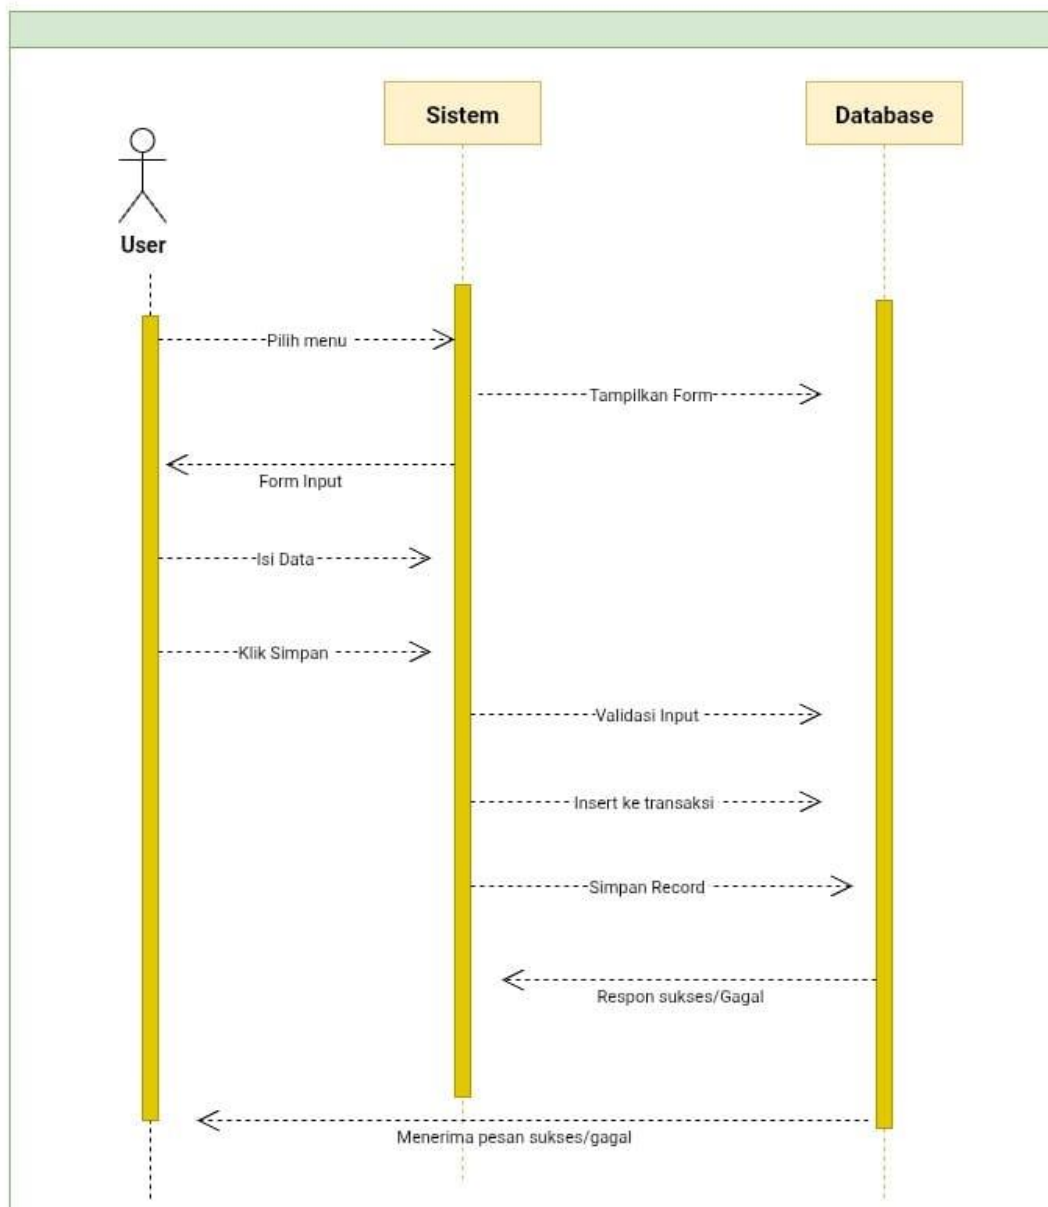 Sistem
Database
User
Pilih menu
Tampilkan Form
Form Input
Isi Data
Klik Simpan
Validasi Input
Insert ke transaksi
Simpan Record
Respon sukses/Gagal
Menerima pesan sukses/gagal